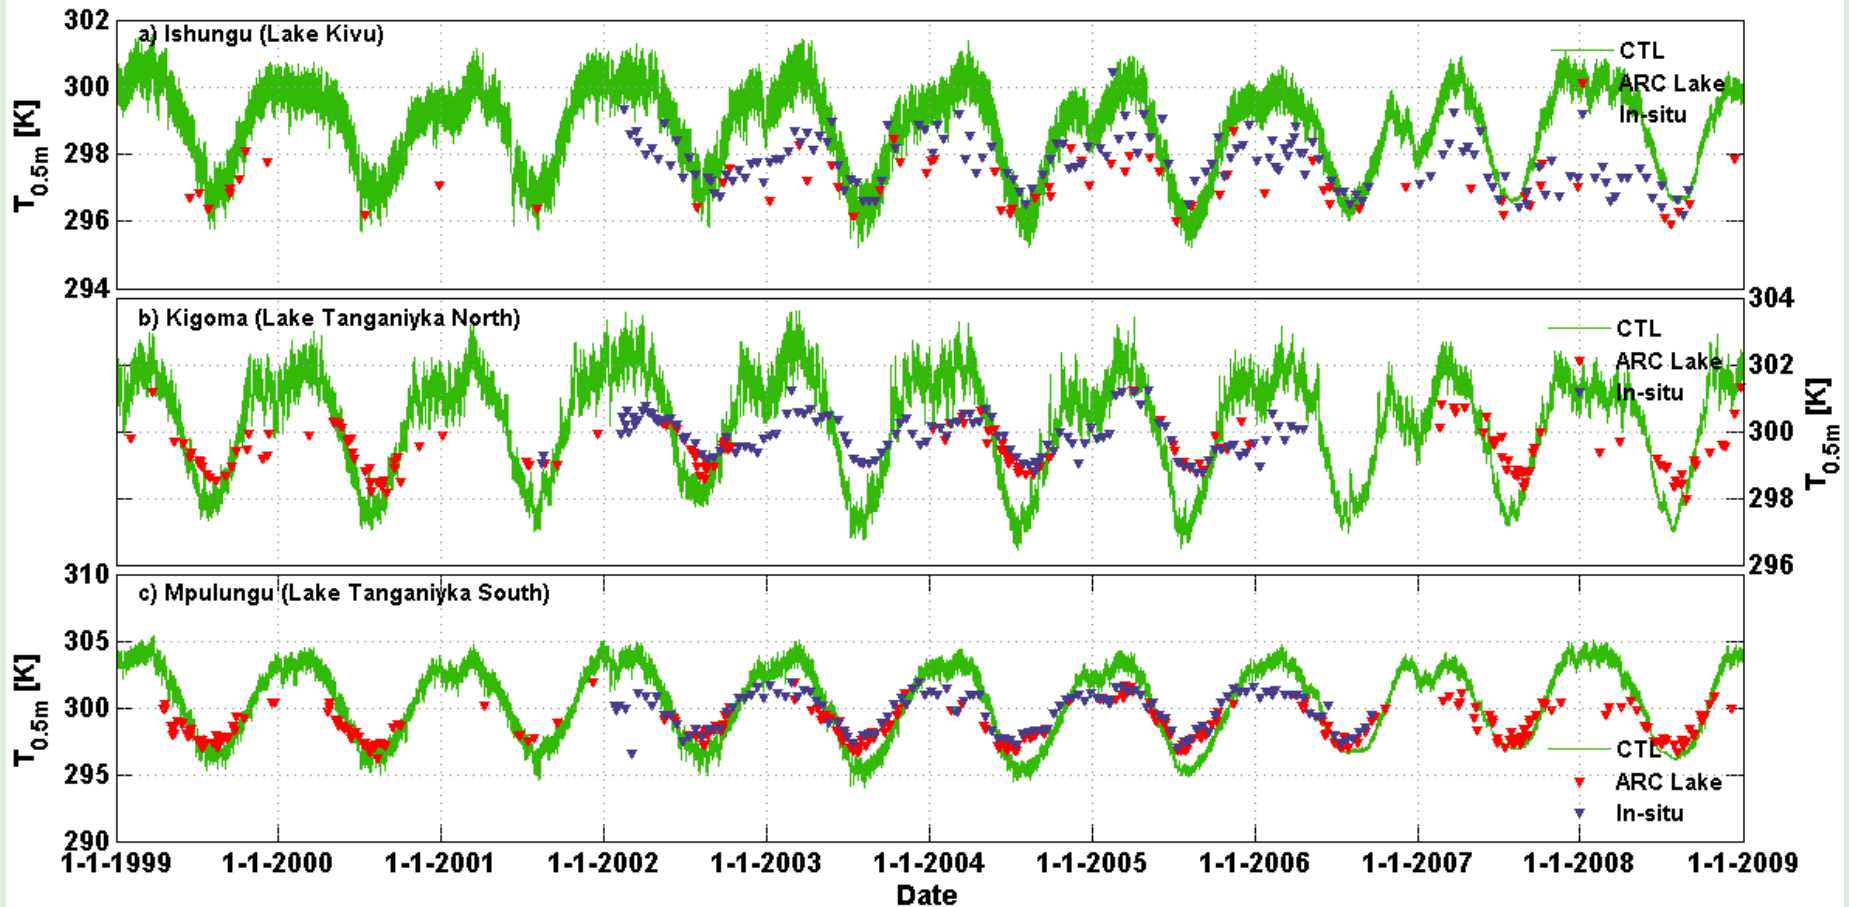 302
300
298
296
294
T0.5m [K]
a) Ishungu (Lake Kivu)
CTL
ARC Lake
In-situ
b) Kigoma (Lake Tanganiyka North)
CTL
ARC Lake
In-situ
304
302
300
298
296
T0.5m [K]
310
305
300
295
290
T0.5m [K]
c) Mpulungu (Lake Tanganiyka South)
CTL
ARC Lake
In-situ
1-1-1999 1-1-2000 1-1-2001 1-1-2002 1-1-2003 1-1-2004 1-1-2005 1-1-2006 1-1-2007 1-1-2008 1-1-2009
Date